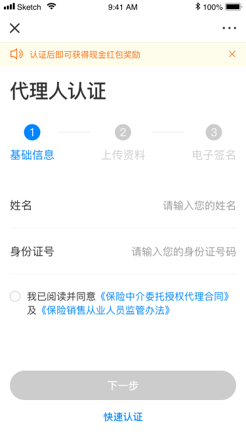 Sketch 9:41 AM 100%
认证后即可获得现金红包奖励
代理人认证
1 2 3
基础信息 上传资料 电子签名
姓名 请输入您的姓名
身份证号 请输入您的身份证号码
我已阅读并同意《保险中介委托授权代理合同》
及《保险销售从业人员监管办法》
下一步
快速认证